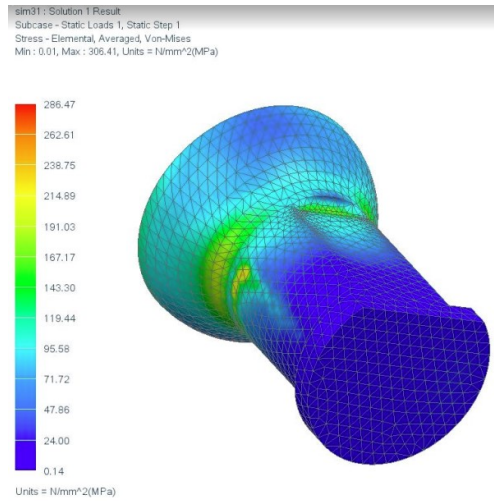 sim31 : Solution 1 Result
Subcase - Static Loads 1, Static Step 1
Stress - Elemental, Averaged, Von-Mises
Min : 0.01, Max : 306.41, Units = N/mm^2(MPa)
286.47
262.61
238.75
214.89
191.03
167.17
143.30
119.44
95.58
71.72
47.86
24.00
0.14
Units = N/mm^2(MPa)